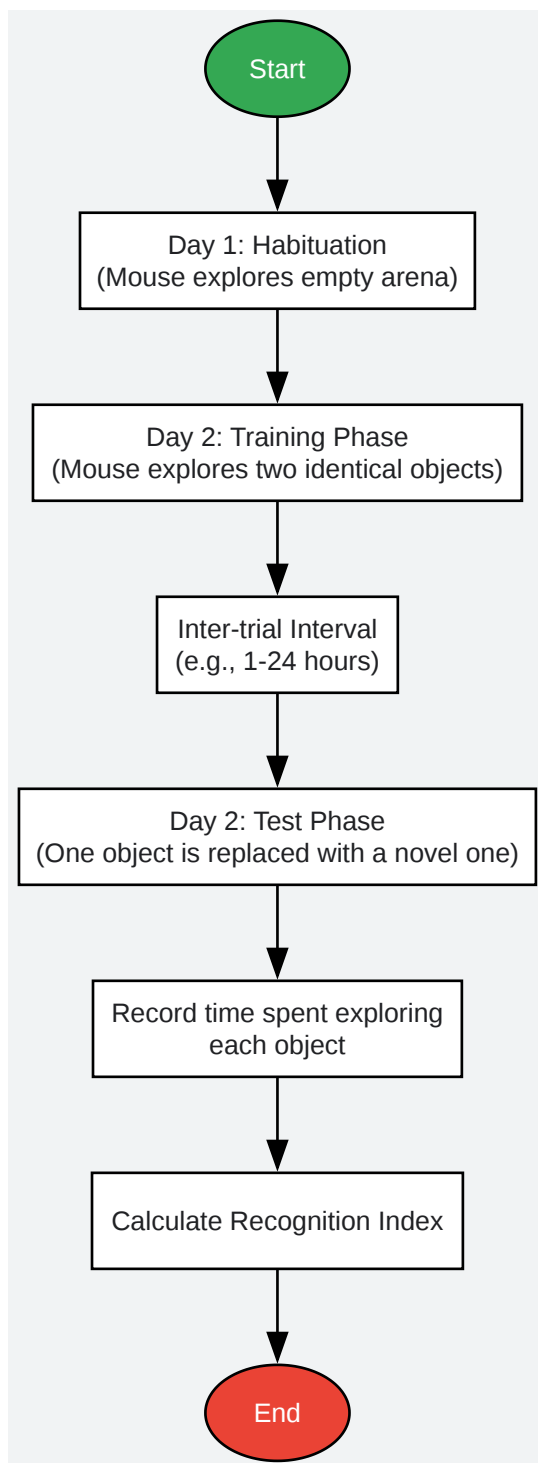 Start
Day 1: Habituation
(Mouse explores empty arena)
Day 2: Training Phase
(Mouse explores two identical objects)
Inter-trial Interval
(e.g., 1-24 hours)
Day 2: Test Phase
(One object is replaced with a novel one)
Record time spent exploring
each object
Calculate Recognition Index
End